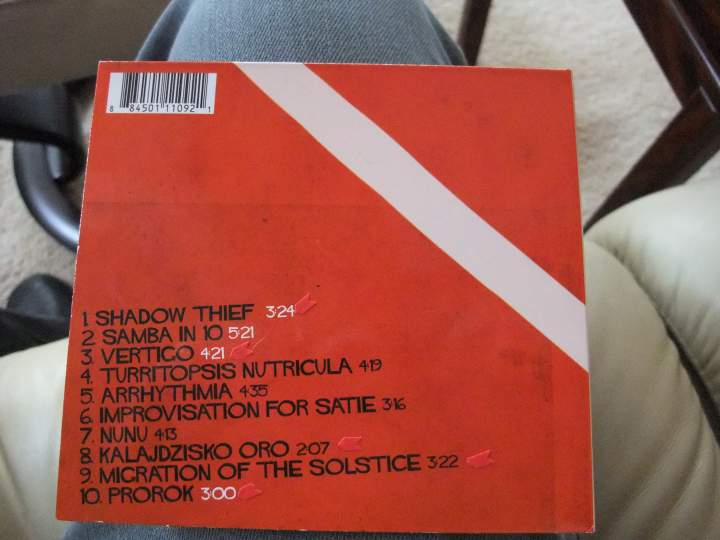 8 84501 11092 1
1 SHADOW THIEF 3:24
2. SAMBA IN 10 5:21
3. VERTIGO 4:21
4. TURRITOPSIS NUTRICULA 4:19
5. ARRHYTHMIA 4:35
6. IMPROVISATION FOR SATIE 3:16
7. NUNU 4:13
8. KALAJDZISKO ORO 2:07
9. MIGRATION OF THE SOLSTICE 3:22
10. PROROK 3:00